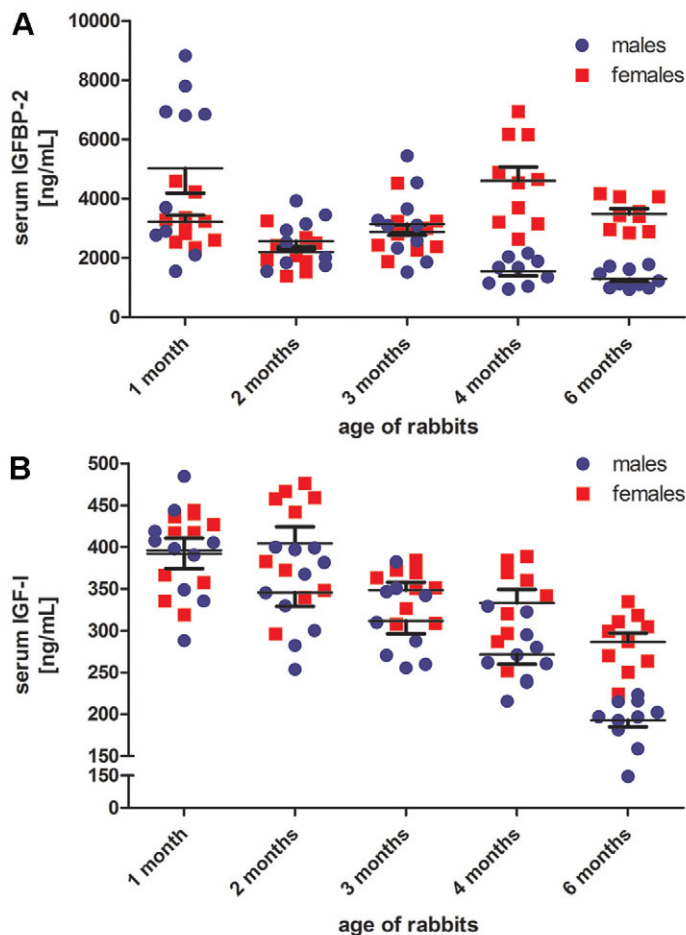 A
serum IGFBP-2
[ng/mL]
10000
8000
6000
4000
2000
0
males
females
1 month
2 months
3 months
4 months
6 months
age of rabbits
B
serum IGF-I
[ng/mL]
500
450
400
350
300
250
200
150
150
0
males
females
1 month
2 months
3 months
4 months
6 months
age of rabbits